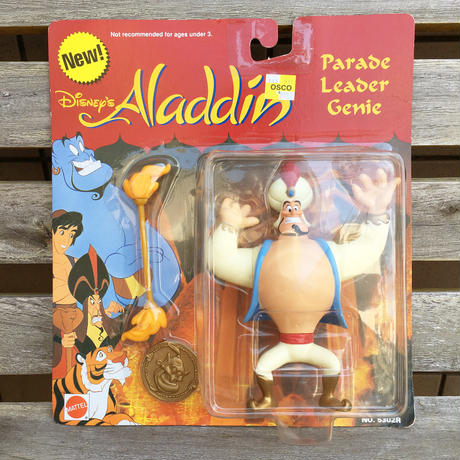 Not recommended for ages under 3.
New!
Disney's Aladdin
Parade
Leader
Genie
OSCO
MATTEL